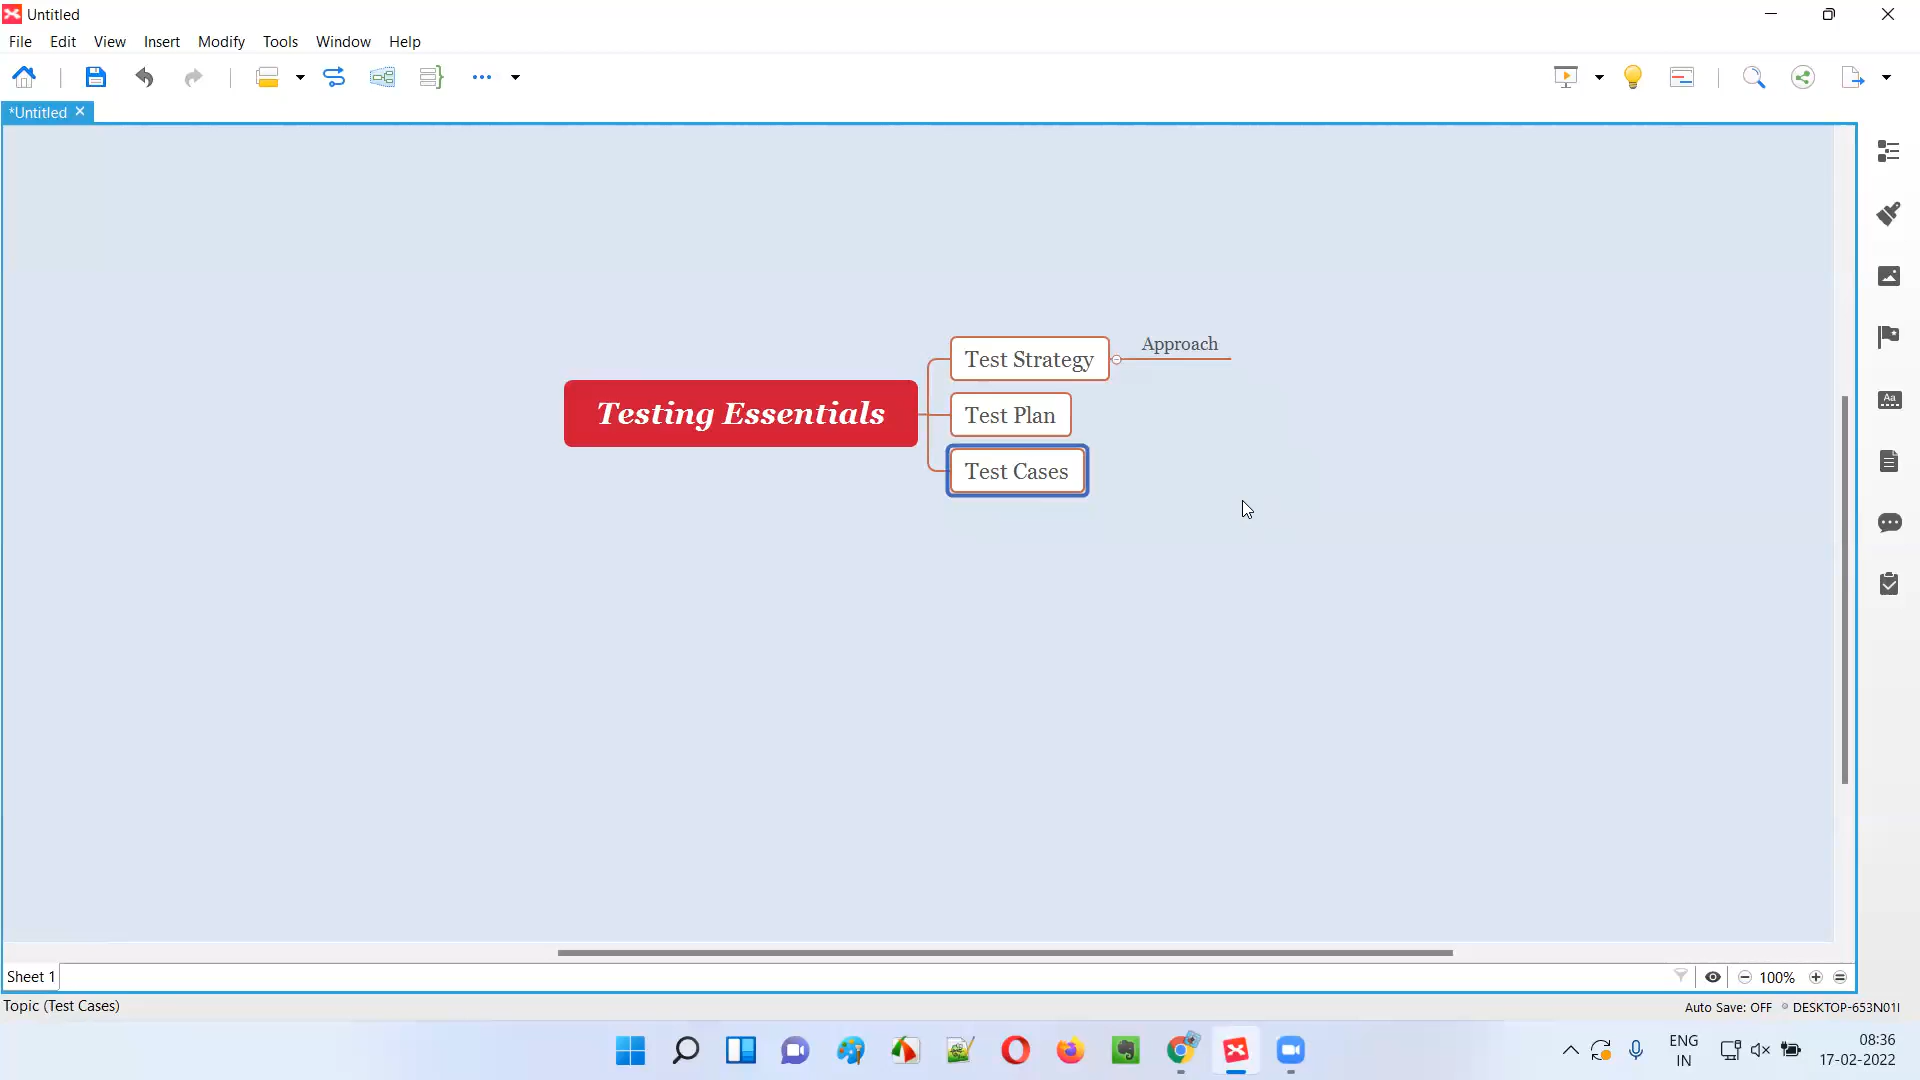 Untitled
File Edit View Insert Modify Tools Window Help
*Untitled
Testing Essentials
Test Strategy
Approach
Test Plan
Test Cases
Aa
Sheet 1
100%
Topic (Test Cases)
Auto Save: OFF
DESKTOP-653N01I
ENG
IN
08:36
17-02-2022